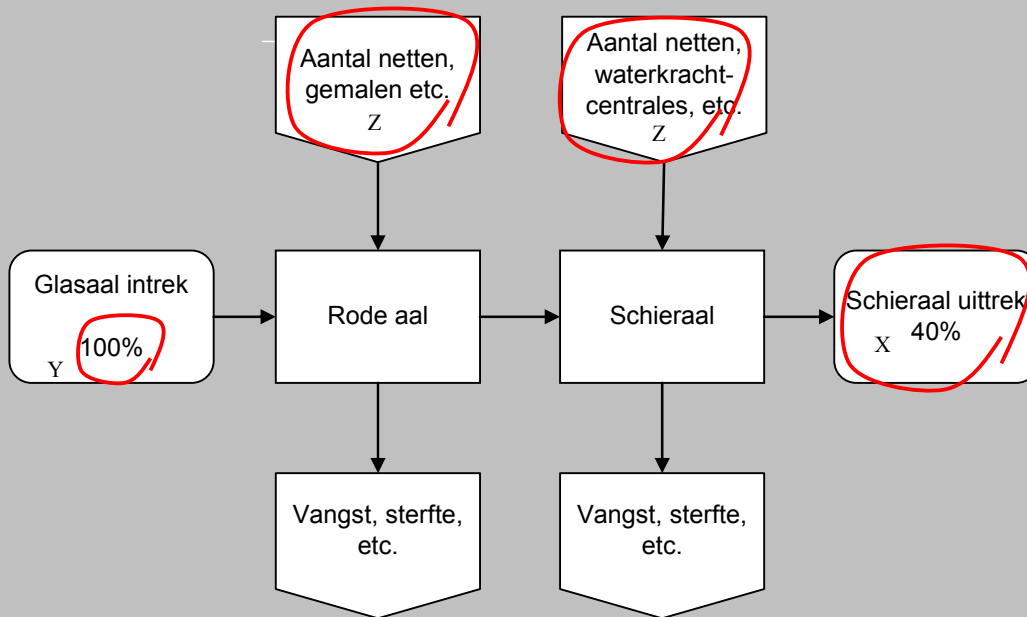 Aantal netten,
gemalen etc.
Z
Aantal netten,
waterkracht-
centrales, etc.
Z
Glasaal intrek
100%
Y
Rode aal
Schieraal
Schieraal uittrek
X 40%
Vangst, sterfte,
etc.
Vangst, sterfte,
etc.